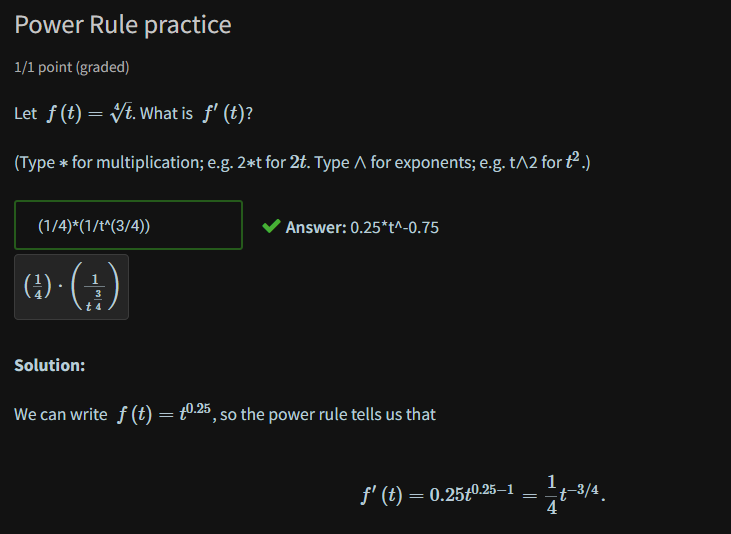 Power Rule practice
1/1 point (graded)
Let f(t) = ∜t. What is f′(t)?
(Type * for multiplication; e.g. 2*t for 2t. Type ∧ for exponents; e.g. t∧2 for t².)
(1/4)*(1/t^(3/4))
✔ Answer: 0.25*t^-0.75
(1/4) · (1/t^(3/4))
Solution:
We can write f(t) = t^0.25, so the power rule tells us that
f′(t) = 0.25t^(0.25−1) = 1/4 t^(−3/4).